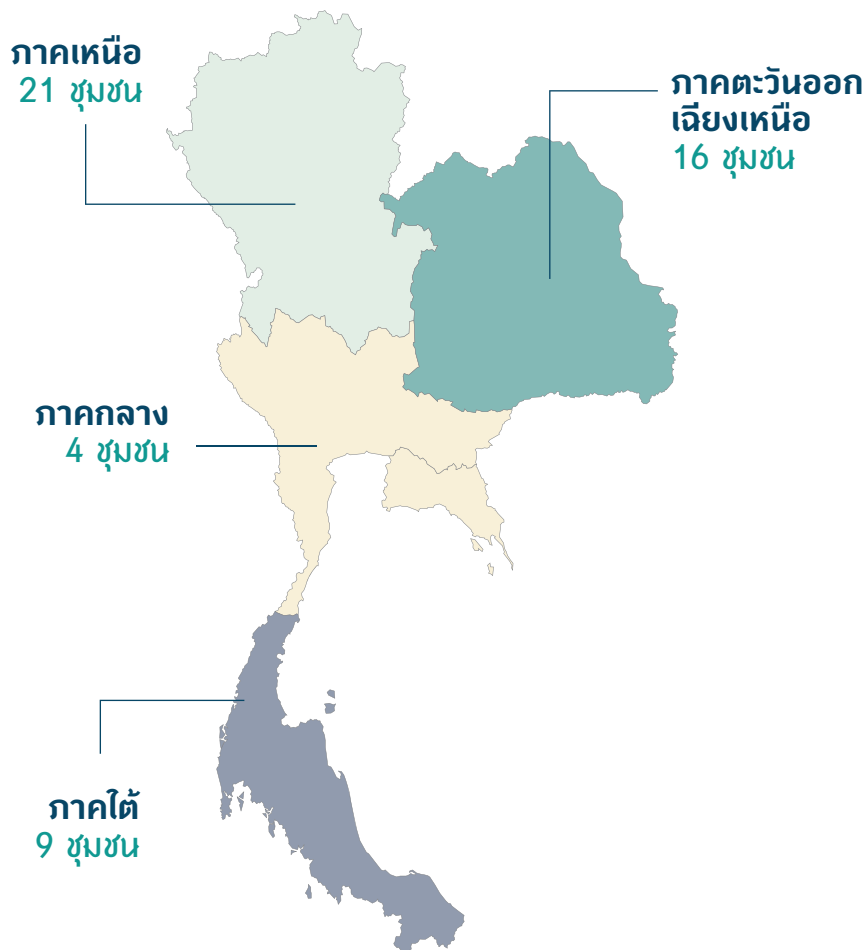 ภาคเหนือ
21 ชุมชน
ภาคตะวันออก
เฉียงเหนือ
16 ชุมชน
ภาคกลาง
4 ชุมชน
ภาคใต้
9 ชุมชน